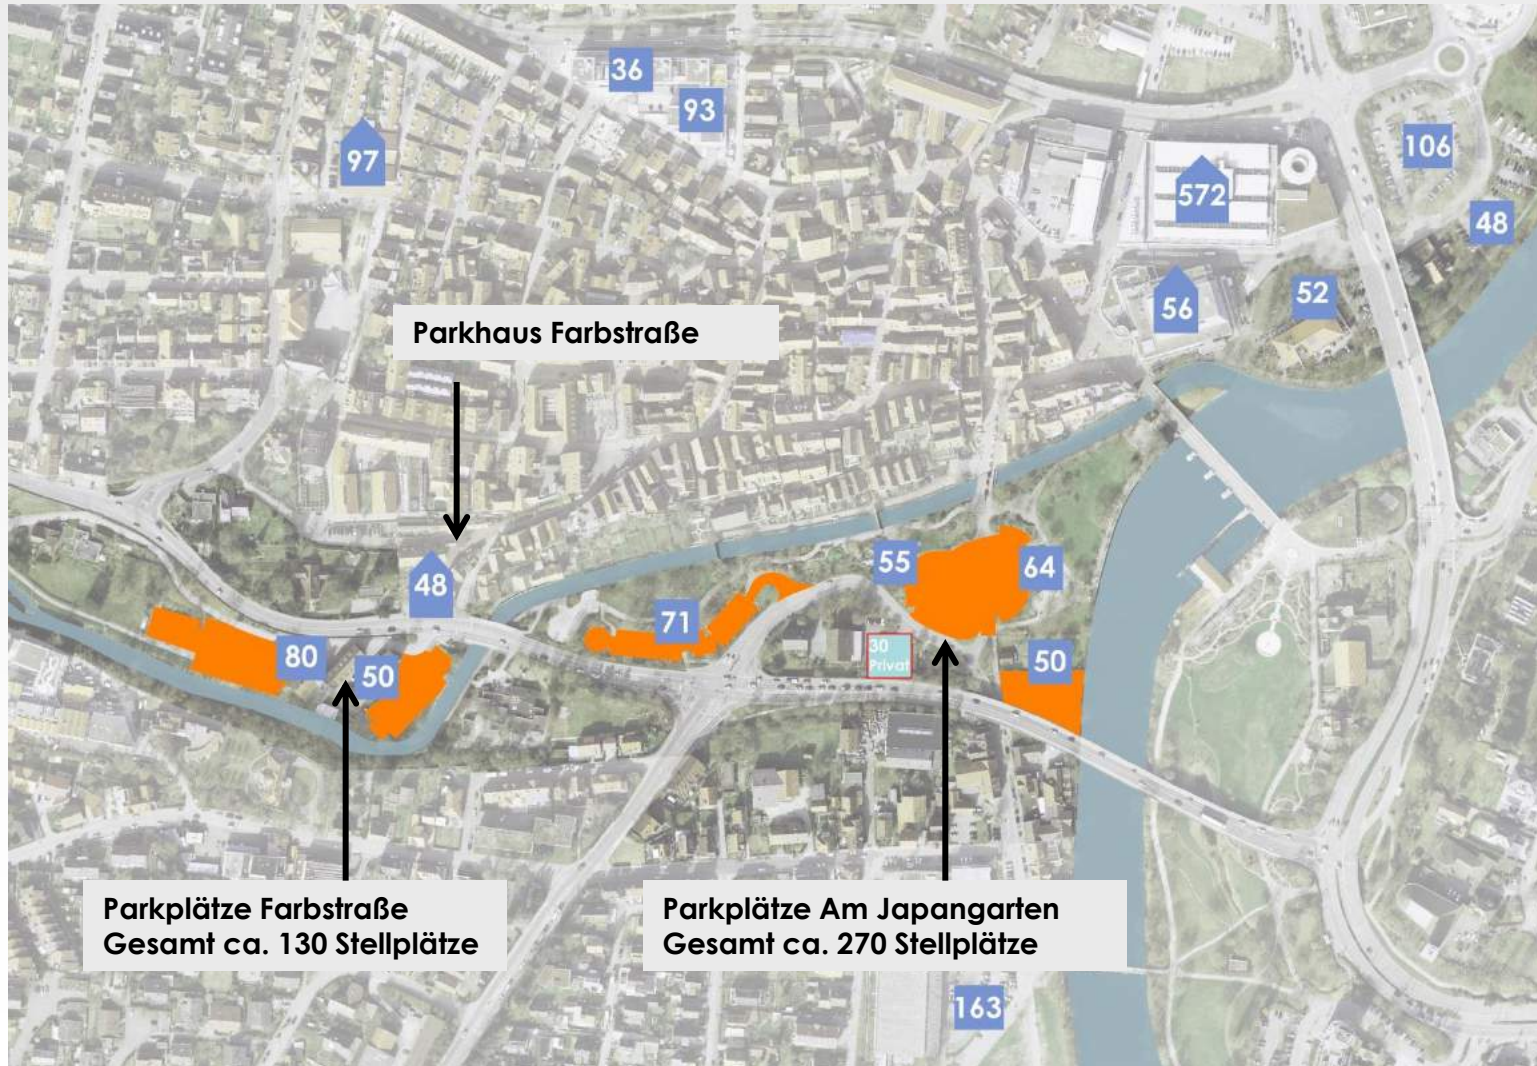 36
93
97
106
572
48
56
52
Parkhaus Farbstraße
48
55
64
71
80
50
30
Privat
50
Parkplätze Farbstraße
Gesamt ca. 130 Stellplätze
Parkplätze Am Japangarten
Gesamt ca. 270 Stellplätze
163